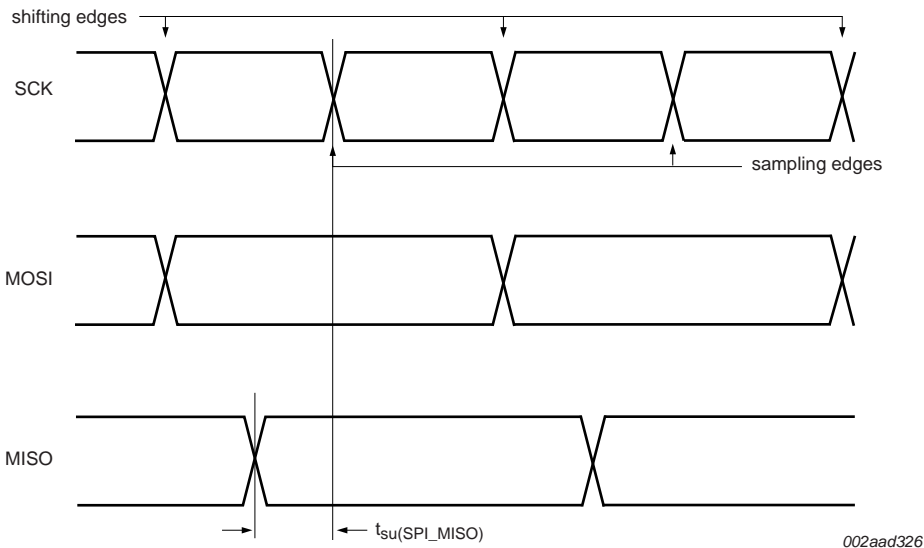 shifting edges
SCK
sampling edges
MOSI
MISO
tsu(SPI_MISO)
002aad326